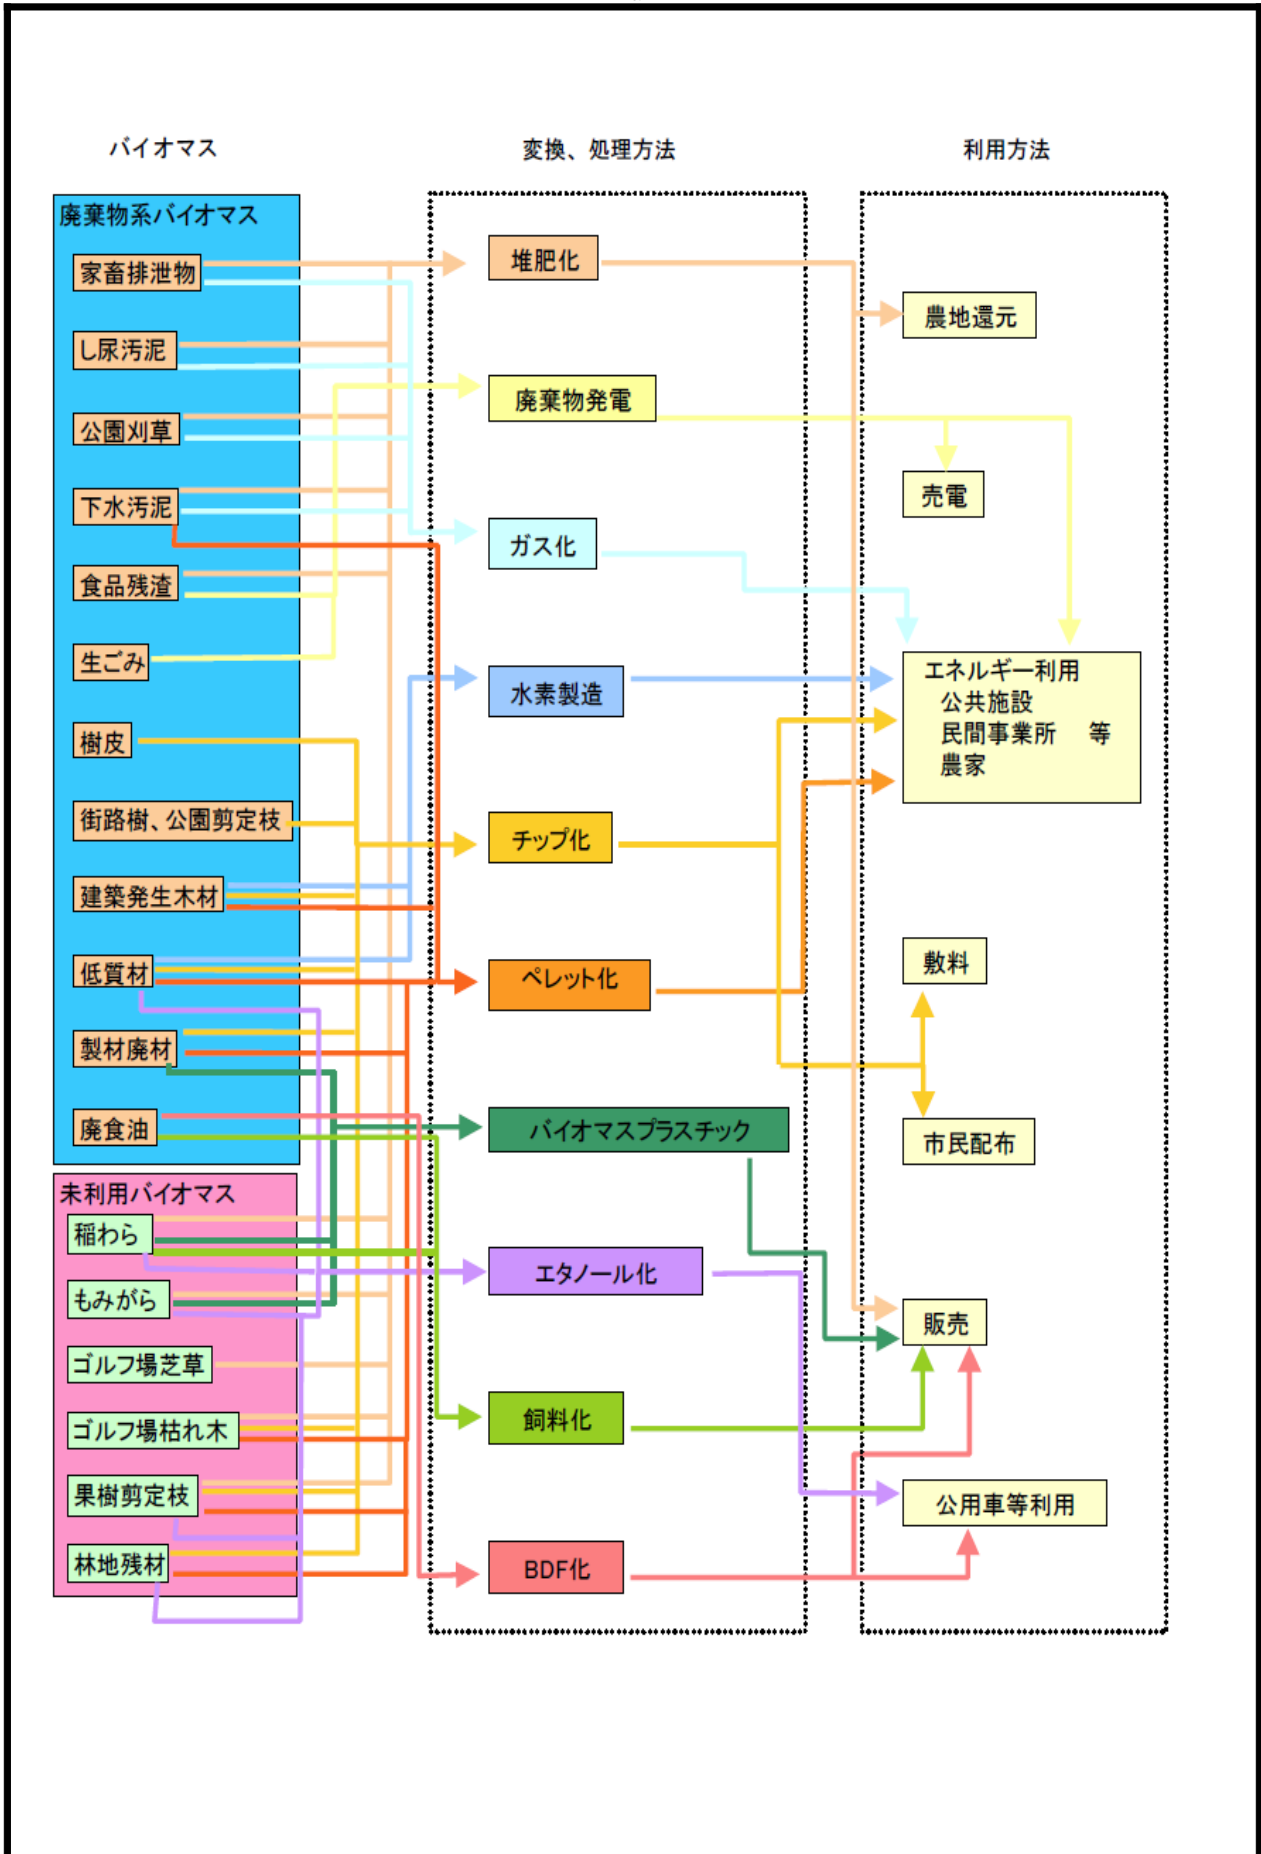 バイオマス
変換、処理方法
利用方法
廃棄物系バイオマス
家畜排泄物
し尿汚泥
公園刈草
下水汚泥
食品残渣
生ごみ
樹皮
街路樹、公園剪定枝
建築発生木材
低質材
製材廃材
廃食油
未利用バイオマス
稲わら
もみがら
ゴルフ場芝草
ゴルフ場枯れ木
果樹剪定枝
林地残材
堆肥化
廃棄物発電
ガス化
水素製造
チップ化
ペレット化
バイオマスプラスチック
エタノール化
飼料化
BDF化
農地還元
売電
エネルギー利用
公共施設
民間事業所 等
農家
敷料
市民配布
販売
公用車等利用